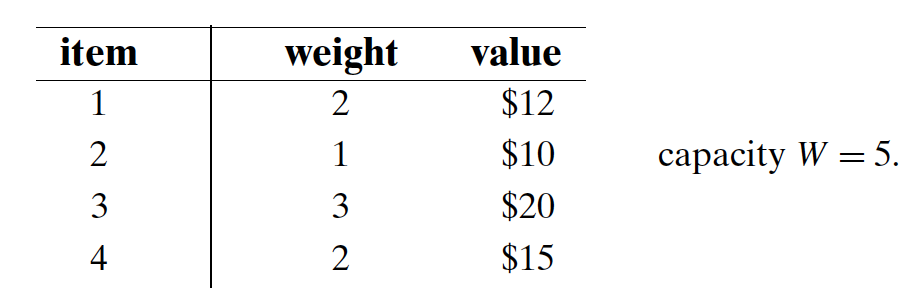 item weight value
1 2 $12
2 1 $10 capacity W = 5.
3 3 $20
4 2 $15